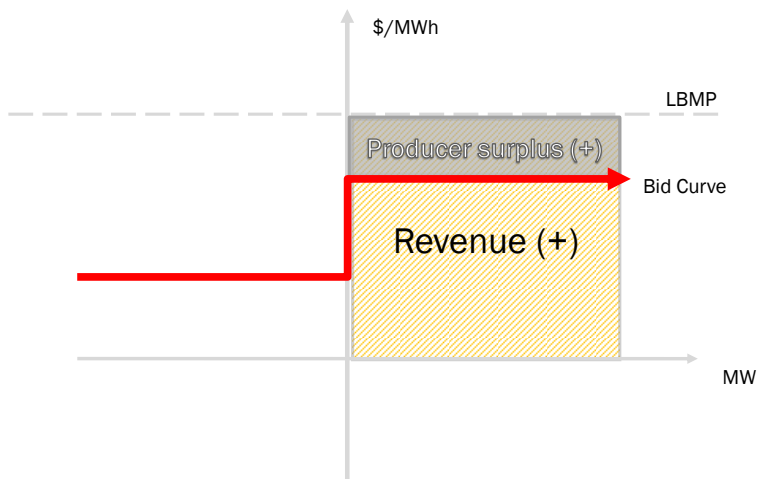 $/MWh
LBMP
Producer surplus (+)
Bid Curve
Revenue (+)
MW